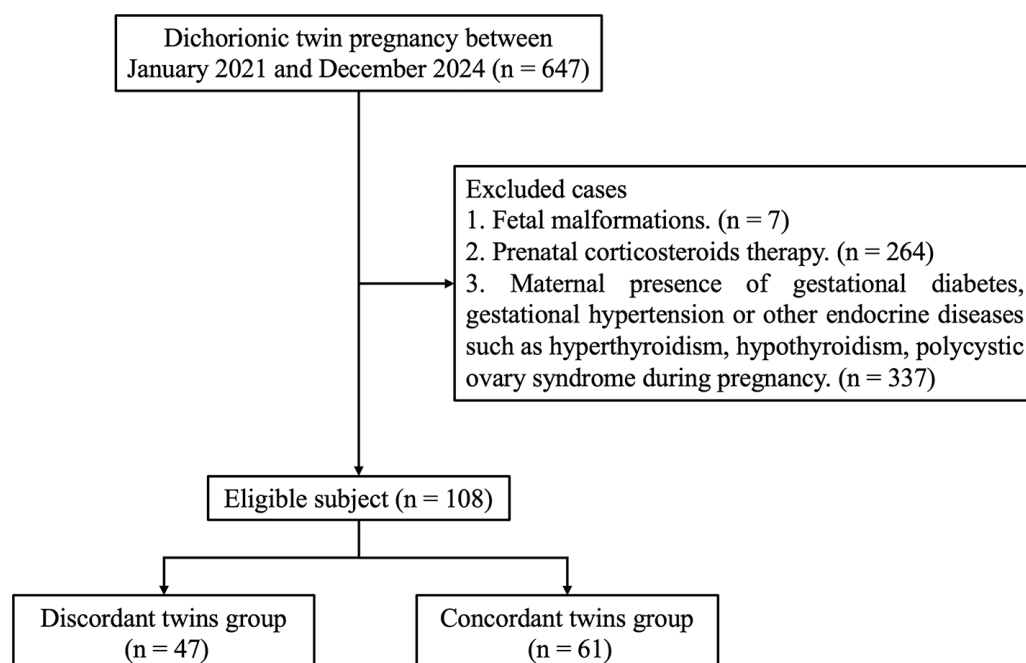 Dichorionic twin pregnancy between
January 2021 and December 2024 (n = 647)
Excluded cases
1. Fetal malformations. (n = 7)
2. Prenatal corticosteroids therapy. (n = 264)
3. Maternal presence of gestational diabetes,
gestational hypertension or other endocrine diseases
such as hyperthyroidism, hypothyroidism, polycystic
ovary syndrome during pregnancy. (n = 337)
Eligible subject (n = 108)
Discordant twins group
(n = 47)
Concordant twins group
(n = 61)